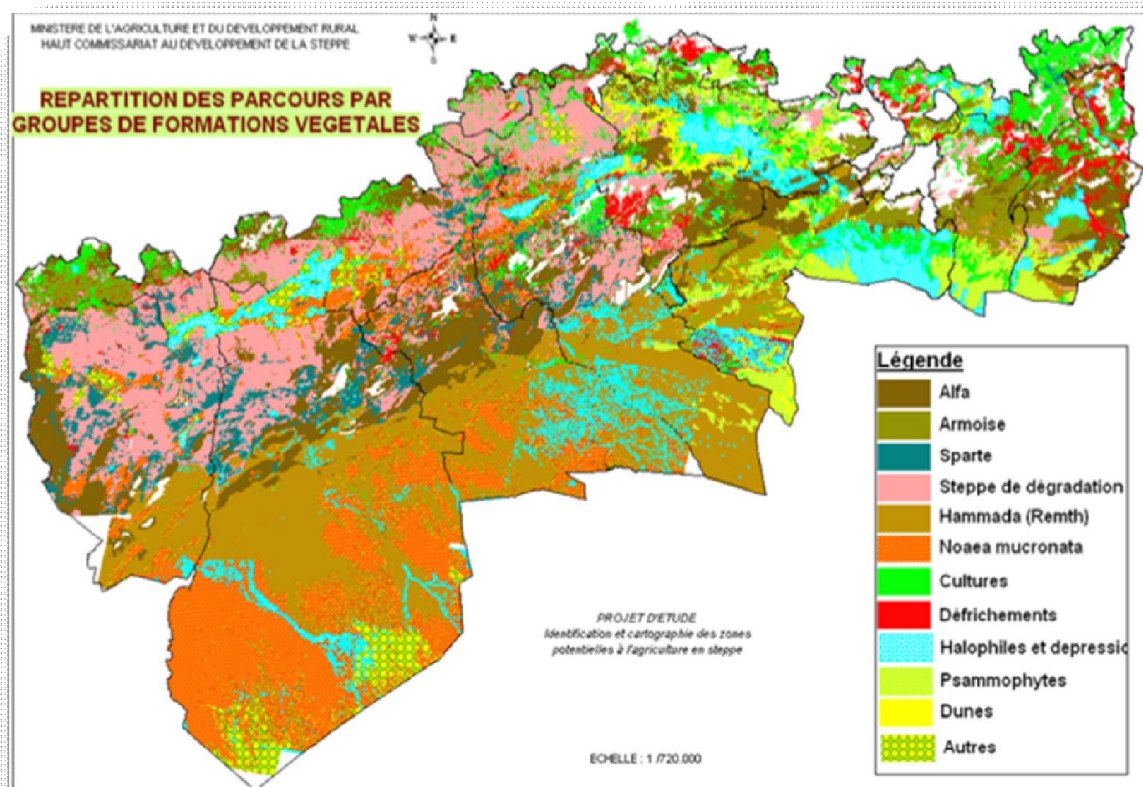 MINISTERE DE L'AGRICULTURE ET DU DEVELOPPEMENT RURAL
HAUT COMMISSARIAT AU DEVELOPPEMENT DE LA STEPPE
N
W E
S
REPARTITION DES PARCOURS PAR
GROUPES DE FORMATIONS VEGETALES
Légende
Alfa
Armoise
Sparte
Steppe de dégradation
Hammada (Remth)
Noaea mucronata
Cultures
Défrichements
Halophiles et depressio
Psammophytes
Dunes
Autres
PROJET D'ETUDE
Identification et cartographie des zones
potentielles à l'agriculture en steppe
ECHELLE : 1 /720.000